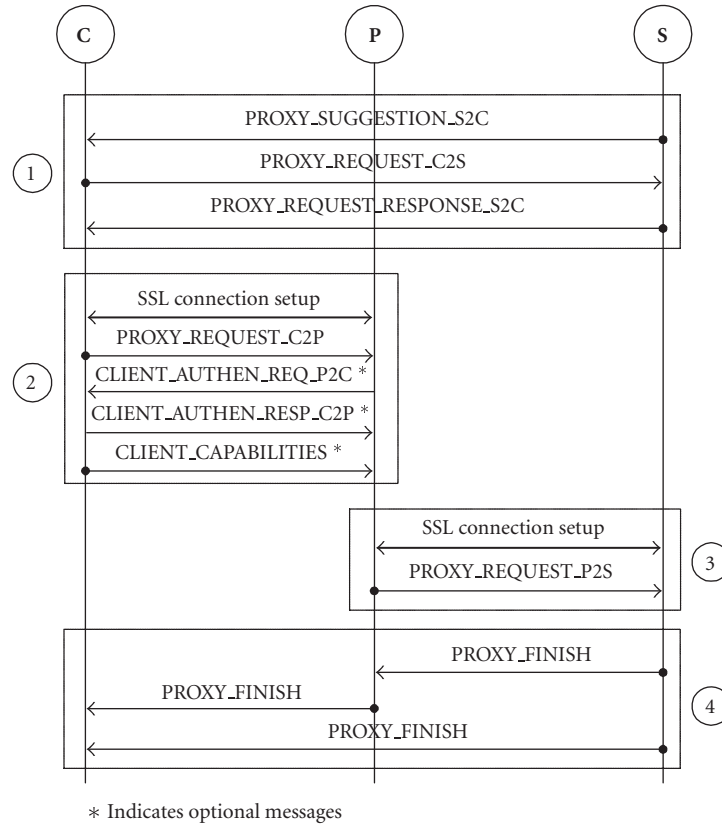 C P S
PROXY_SUGGESTION_S2C
1
PROXY_REQUEST_C2S
PROXY_REQUEST_RESPONSE_S2C
SSL connection setup
PROXY_REQUEST_C2P
2
CLIENT_AUTHEN_REQ_P2C *
CLIENT_AUTHEN_RESP_C2P *
CLIENT_CAPABILITIES *
SSL connection setup
3
PROXY_REQUEST_P2S
PROXY_FINISH
PROXY_FINISH
4
PROXY_FINISH
* Indicates optional messages